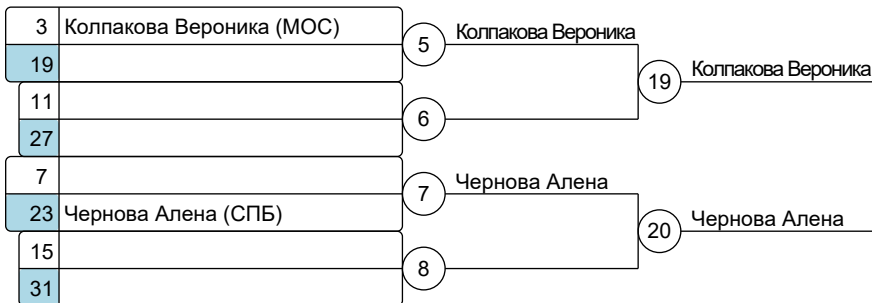 3 Колпакова Вероника (МОС)
5 Колпакова Вероника
19
19 Колпакова Вероника
11
6
27
7
7 Чернова Алена
23 Чернова Алена (СПБ)
20 Чернова Алена
15
8
31